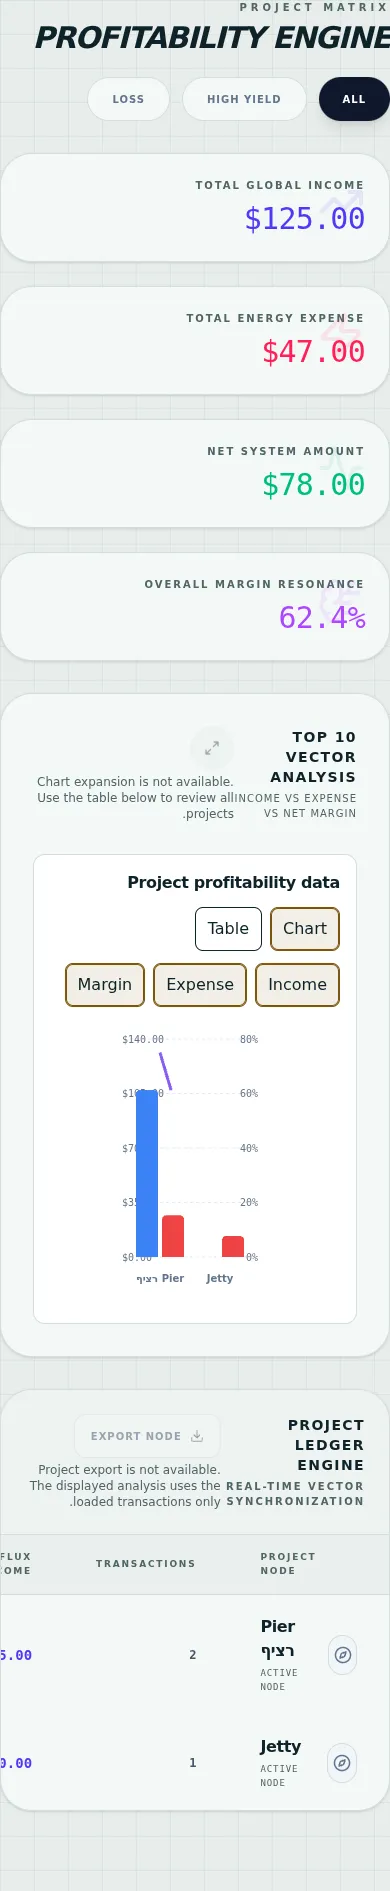 PROJECT MATRIX
PROFITABILITY ENGINE
LOSS
HIGH YIELD
ALL
TOTAL GLOBAL INCOME
$125.00
TOTAL ENERGY EXPENSE
$47.00
NET SYSTEM AMOUNT
$78.00
OVERALL MARGIN RESONANCE
62.4%
TOP 10
VECTOR
ANALYSIS
INCOME VS EXPENSE
VS NET MARGIN
Chart expansion is not available.
Use the table below to review all
.projects
Project profitability data
Table
Chart
Margin
Expense
Income
$140.00
80%
60%
40%
20%
0%
רציף Pier
Jetty
PROJECT
LEDGER
ENGINE
REAL-TIME VECTOR
SYNCHRONIZATION
EXPORT NODE
Project export is not available.
The displayed analysis uses the
.loaded transactions only
TRANSACTIONS
PROJECT
NODE
2
Pier
רציף
ACTIVE
NODE
1
Jetty
ACTIVE
NODE